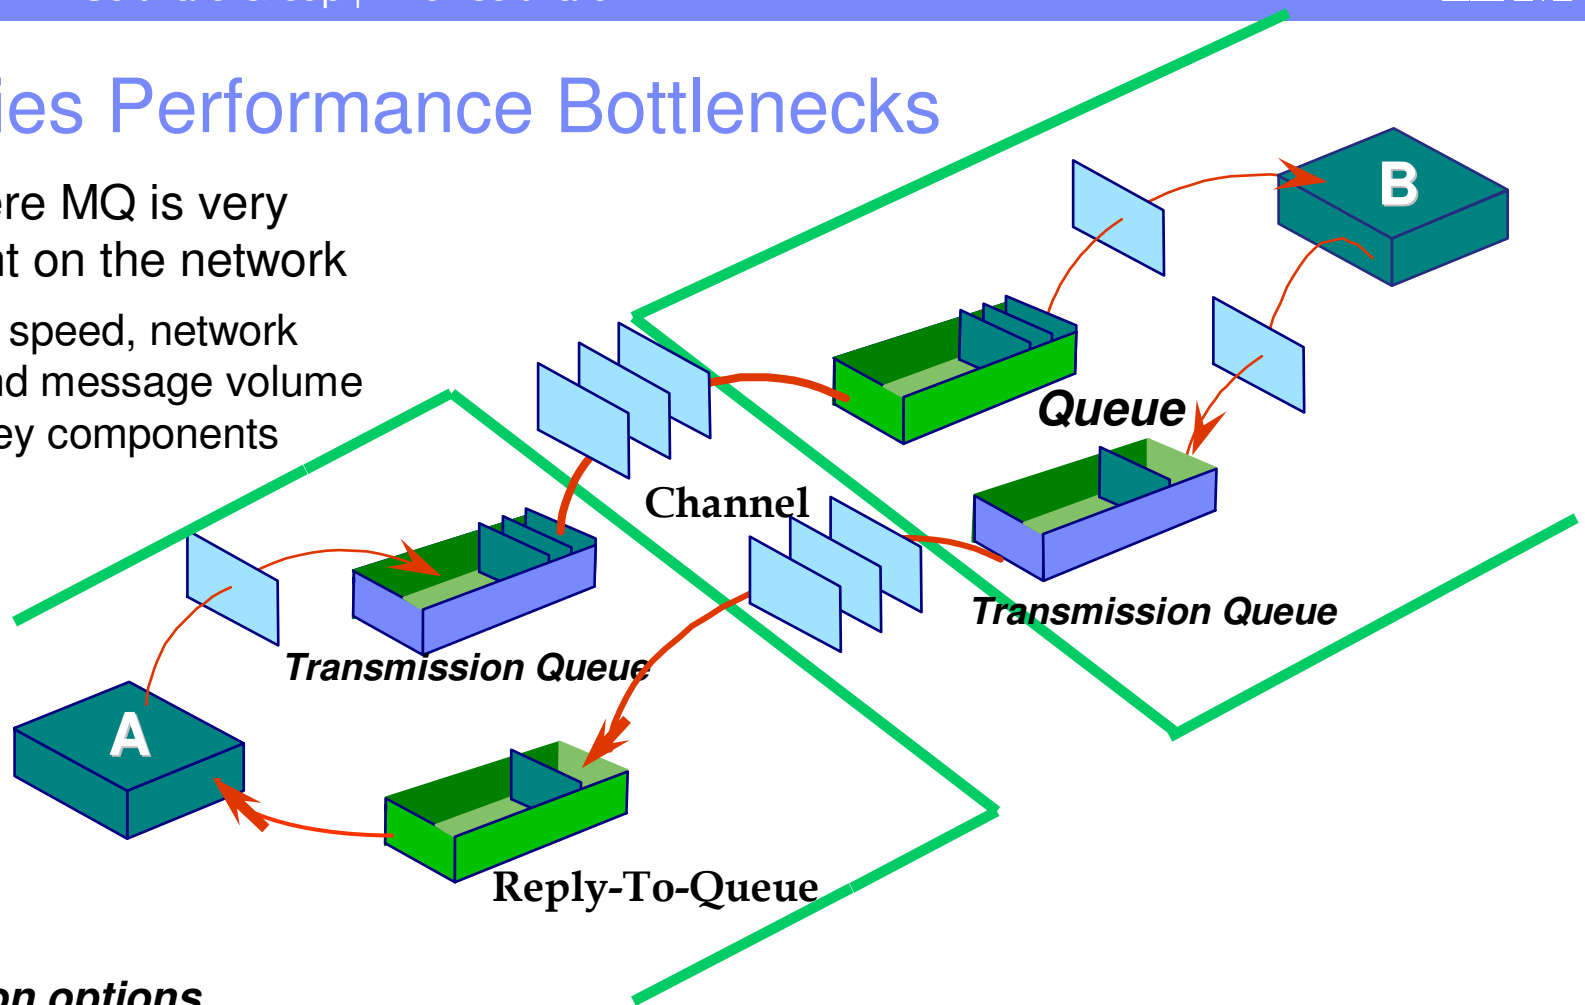 ies Performance Bottlenecks
ere MQ is very
nt on the network
speed, network
nd message volume
ey components
B
Queue
Channel
Transmission Queue
Transmission Queue
A
Reply-To-Queue
on options